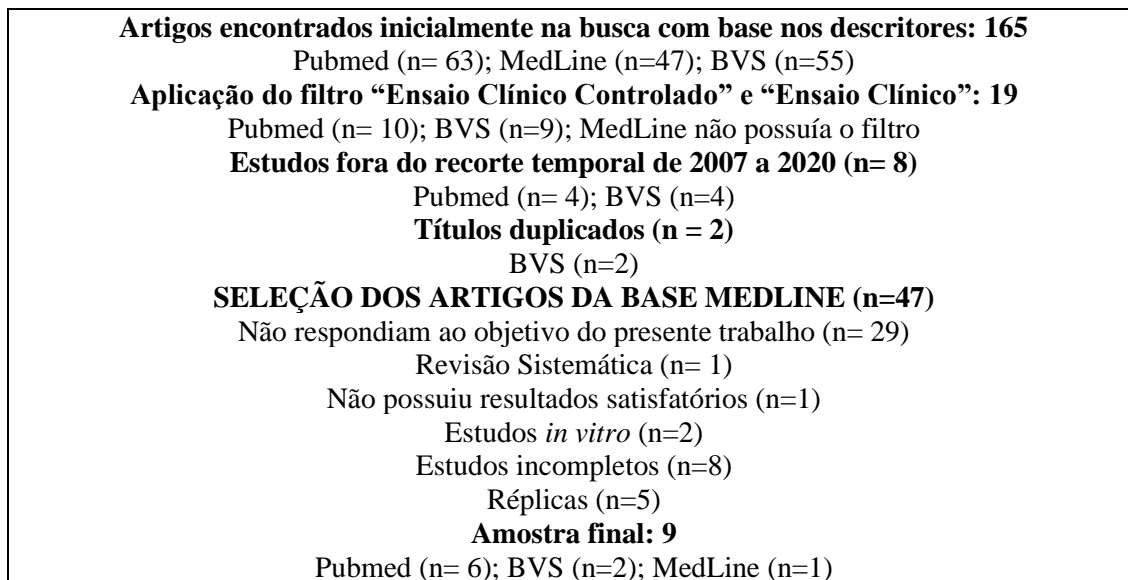 Artigos encontrados inicialmente na busca com base nos descritores: 165
Pubmed (n= 63); MedLine (n=47); BVS (n=55)
Aplicação do filtro “Ensaio Clínico Controlado” e “Ensaio Clínico”: 19
Pubmed (n= 10); BVS (n=9); MedLine não possuía o filtro
Estudos fora do recorte temporal de 2007 a 2020 (n= 8)
Pubmed (n= 4); BVS (n=4)
Títulos duplicados (n = 2)
BVS (n=2)
SELEÇÃO DOS ARTIGOS DA BASE MEDLINE (n=47)
Não respondiam ao objetivo do presente trabalho (n= 29)
Revisão Sistemática (n= 1)
Não possuiu resultados satisfatórios (n=1)
Estudos in vitro (n=2)
Estudos incompletos (n=8)
Réplicas (n=5)
Amostra final: 9
Pubmed (n= 6); BVS (n=2); MedLine (n=1)